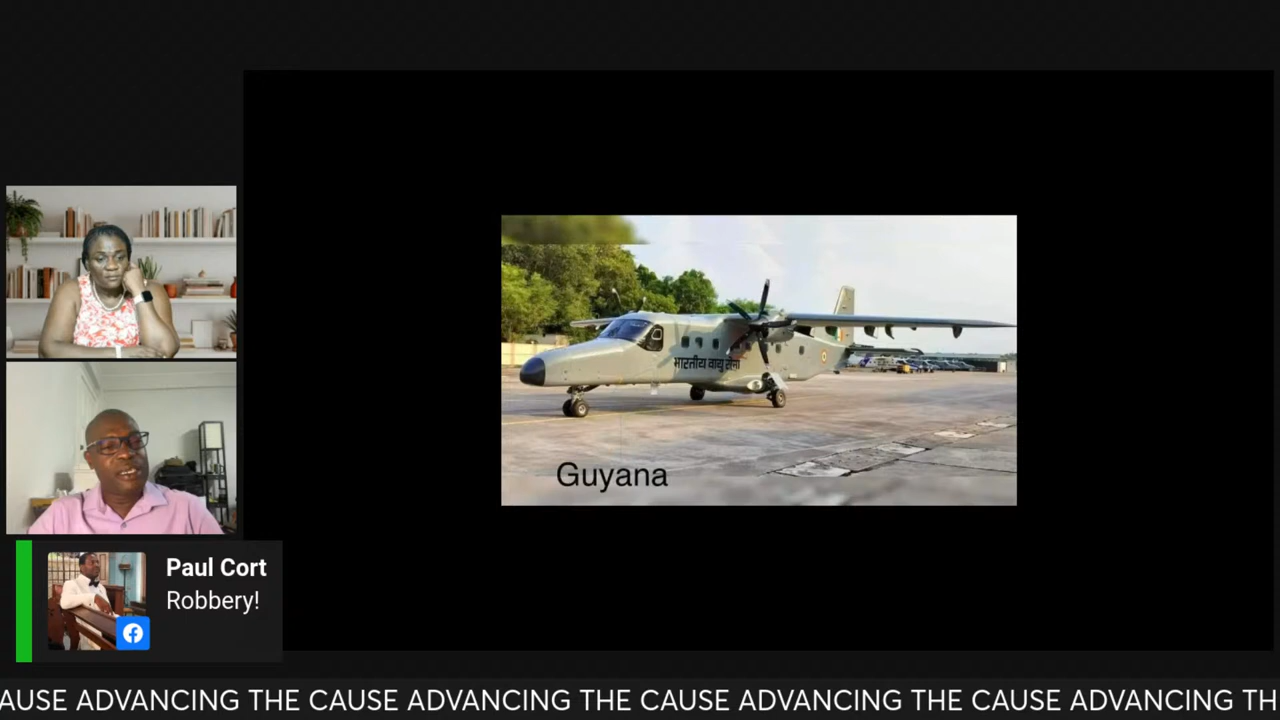 भारतीय वायु सेना
Guyana
Paul Cort
Robbery!
AUSE ADVANCING THE CAUSE ADVANCING THE CAUSE ADVANCING THE CAUSE ADVANCING TH